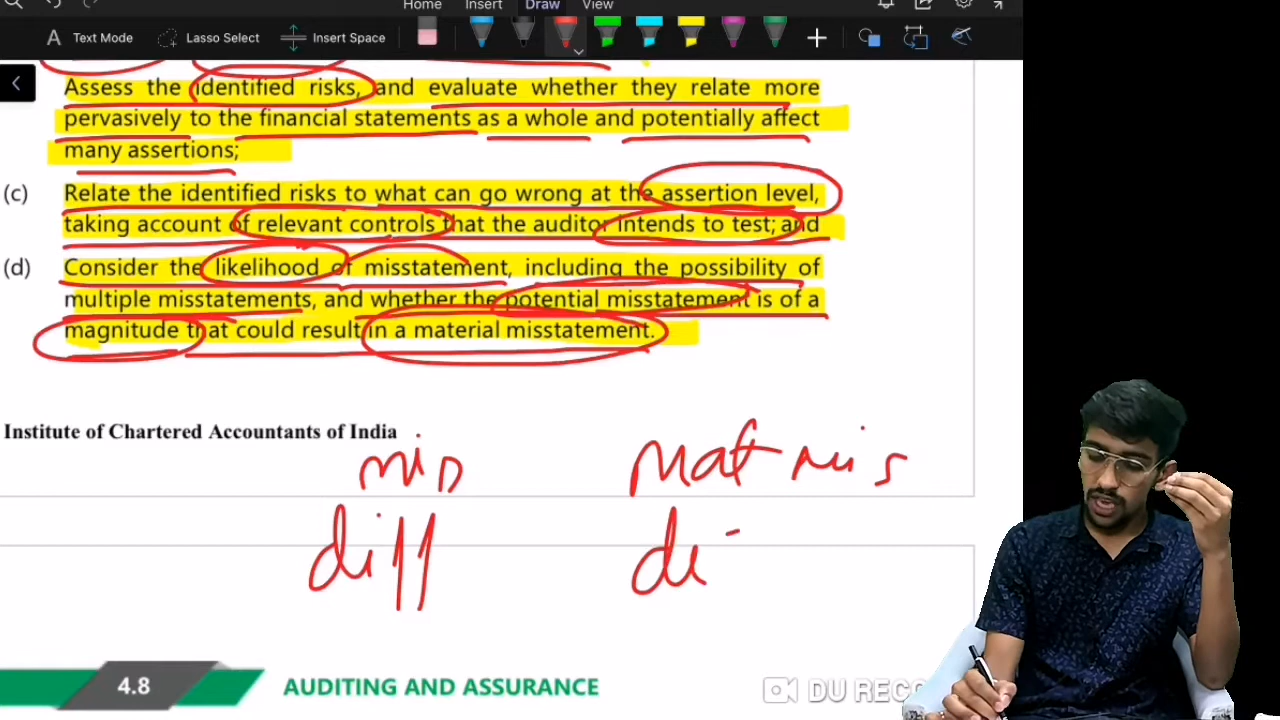 Home Insert Draw View
Text Mode Lasso Select Insert Space
Assess the identified risks, and evaluate whether they relate more
pervasively to the financial statements as a whole and potentially affect
many assertions;
(c) Relate the identified risks to what can go wrong at the assertion level,
taking account of relevant controls that the auditor intends to test; and
(d) Consider the likelihood of misstatement, including the possibility of
multiple misstatements, and whether the potential misstatement is of a
magnitude that could result in a material misstatement.
Institute of Chartered Accountants of India
mis mat mis
diff di
4.8 AUDITING AND ASSURANCE
DU RECO